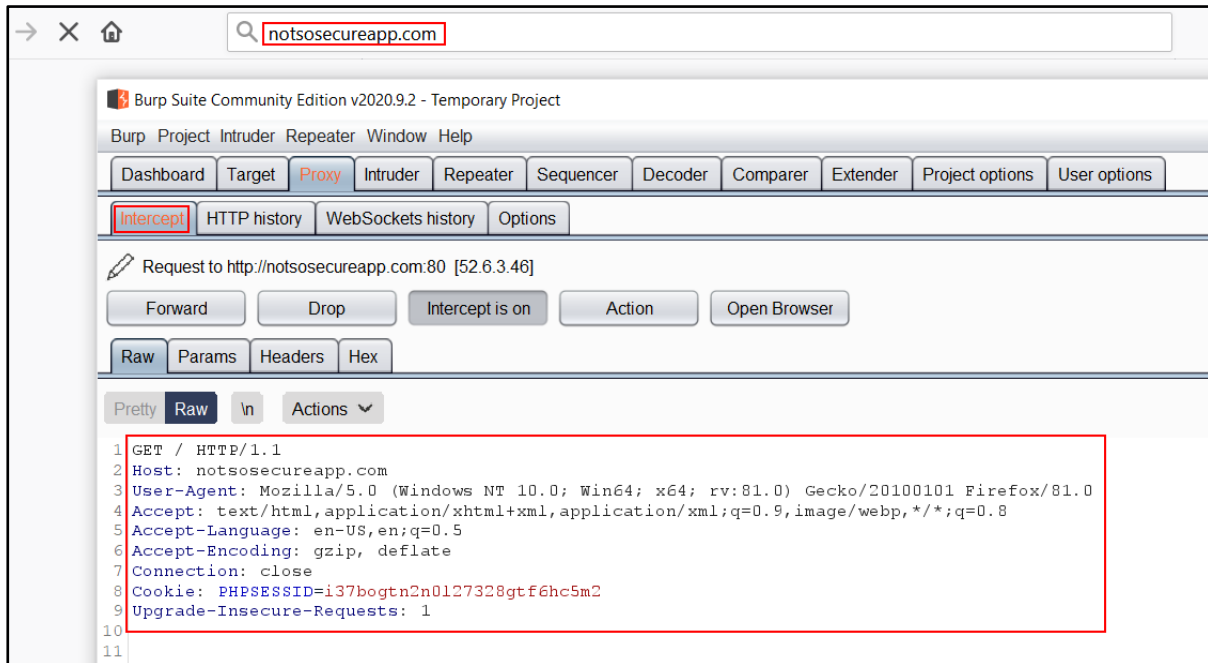 notsosecureapp.com
Burp Suite Community Edition v2020.9.2 - Temporary Project
Burp Project Intruder Repeater Window Help
Dashboard Target Proxy Intruder Repeater Sequencer Decoder Comparer Extender Project options User options
Intercept HTTP history WebSockets history Options
Request to http://notsosecureapp.com:80 [52.6.3.46]
Forward Drop Intercept is on Action Open Browser
Raw Params Headers Hex
Pretty Raw \n Actions
1 GET / HTTP/1.1
2 Host: notsosecureapp.com
3 User-Agent: Mozilla/5.0 (Windows NT 10.0; Win64; x64; rv:81.0) Gecko/20100101 Firefox/81.0
4 Accept: text/html,application/xhtml+xml,application/xml;q=0.9,image/webp,*/*;q=0.8
5 Accept-Language: en-US,en;q=0.5
6 Accept-Encoding: gzip, deflate
7 Connection: close
8 Cookie: PHPSESSID=i37bogtn2n0l27328gtf6hc5m2
9 Upgrade-Insecure-Requests: 1
10
11